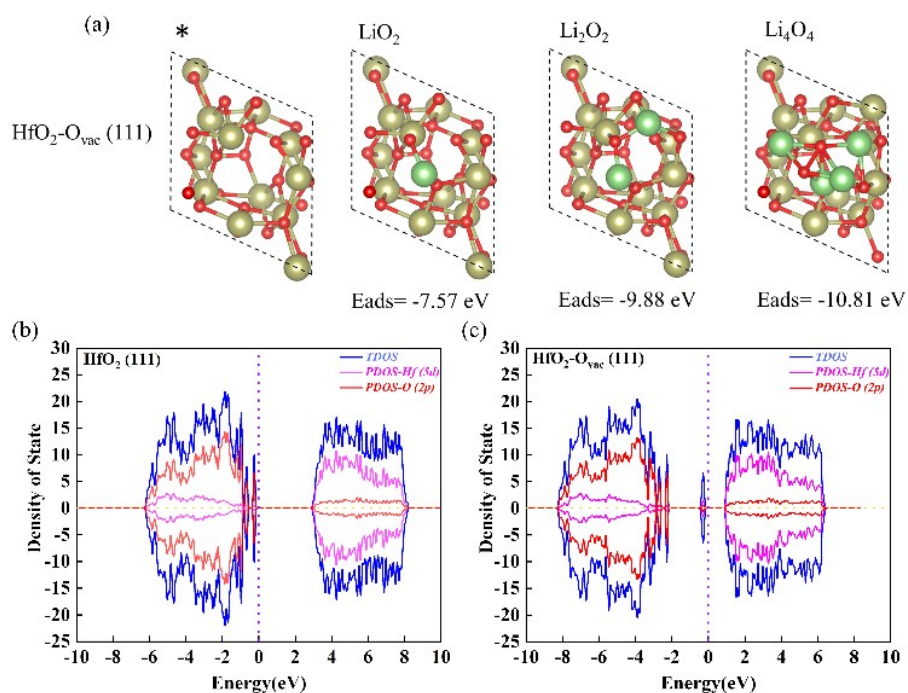 (a)
* LiO₂ Li₂O₂ Li₄O₄
HfO₂-Oᵥₐc (111)
Eads= -7.57 eV Eads= -9.88 eV Eads= -10.81 eV
(b)
HfO₂ (111)
TDOS
PDOS-Hf (5d)
PDOS-O (2p)
Density of State
30
25
20
15
10
5
0
-5
-10
-15
-20
-25
-10 -8 -6 -4 -2 0 2 4 6 8 10
Energy(eV)
(c)
HfO₂-Oᵥₐc (111)
TDOS
PDOS-Hf (5d)
PDOS-O (2p)
Density of State
30
25
20
15
10
5
0
-5
-10
-15
-20
-25
-10 -8 -6 -4 -2 0 2 4 6 8 10
Energy(eV)